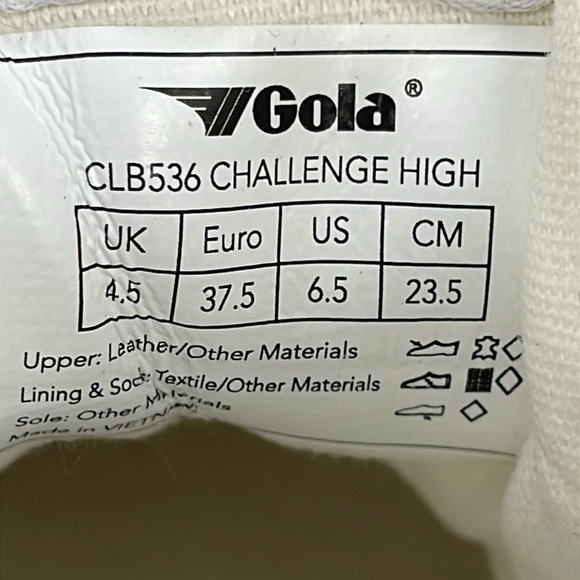 Gola®
CLB536 CHALLENGE HIGH
UK Euro US CM
4.5 37.5 6.5 23.5
Upper: Leather/Other Materials
Lining & Sock: Textile/Other Materials
Sole: Other Materials
Made in VIETNAM